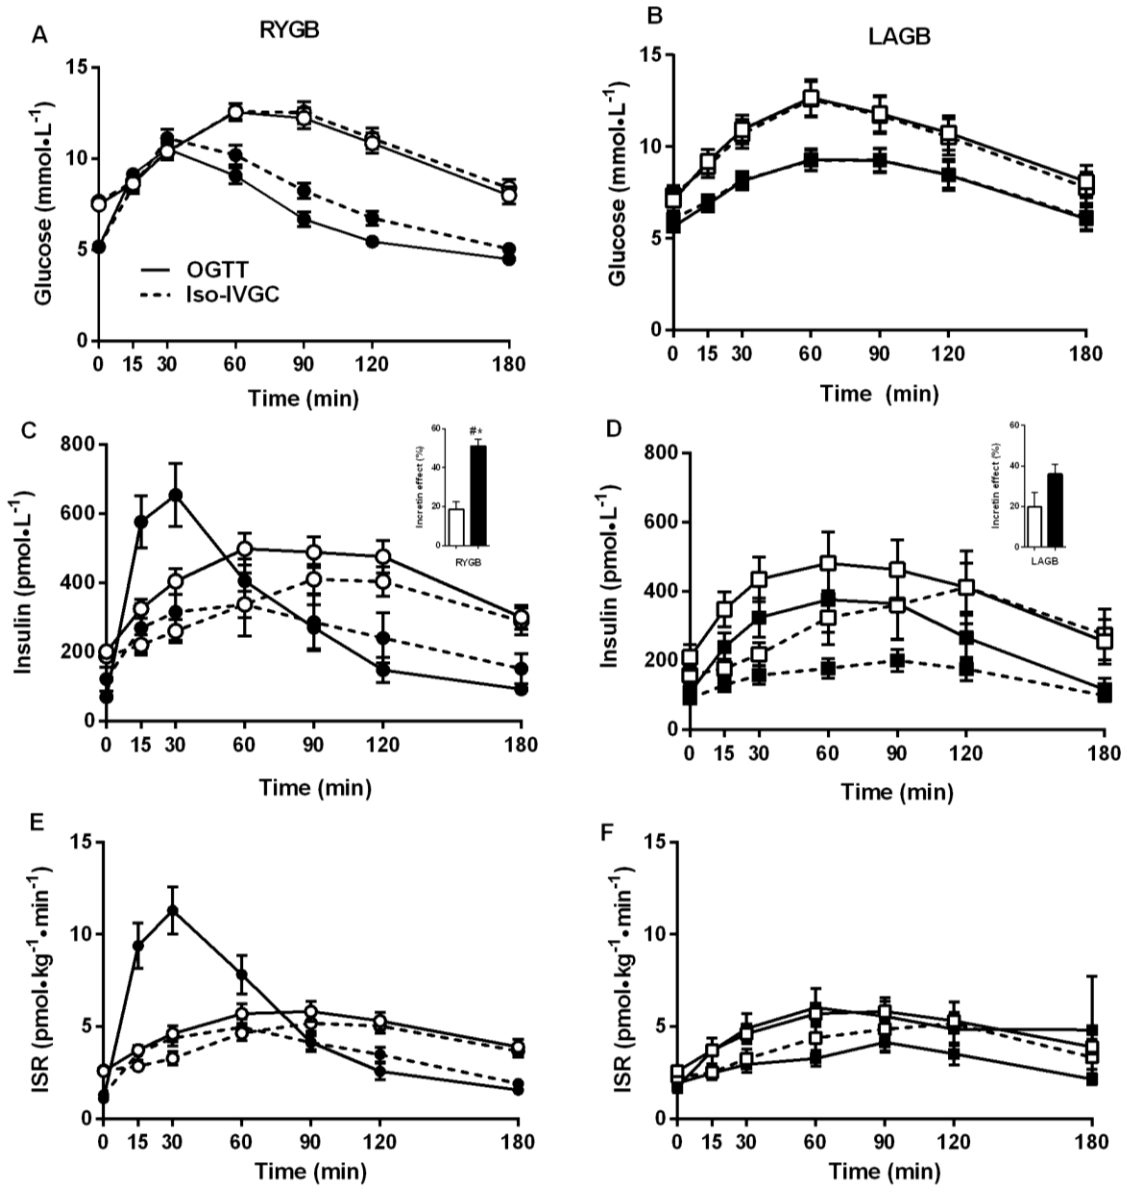 A
RYGB
Glucose (mmol•L⁻¹)
15
10
5
0
OGTT
Iso-IVGC
0 15 30 60 90 120 180
Time (min)
B
LAGB
Glucose (mmol•L⁻¹)
15
10
5
0
0 15 30 60 90 120 180
Time (min)
C
Insulin (pmol•L⁻¹)
800
600
400
200
0
0 15 30 60 90 120 180
Time (min)
Incretin effect (%)
60
40
20
0
#*
RYGB
D
Insulin (pmol•L⁻¹)
800
600
400
200
0
0 15 30 60 90 120 180
Time (min)
Incretin effect (%)
60
40
20
0
LAGB
E
ISR (pmol•kg⁻¹•min⁻¹)
15
10
5
0
0 15 30 60 90 120 180
Time (min)
F
ISR (pmol•kg⁻¹•min⁻¹)
15
10
5
0
0 15 30 60 90 120 180
Time (min)